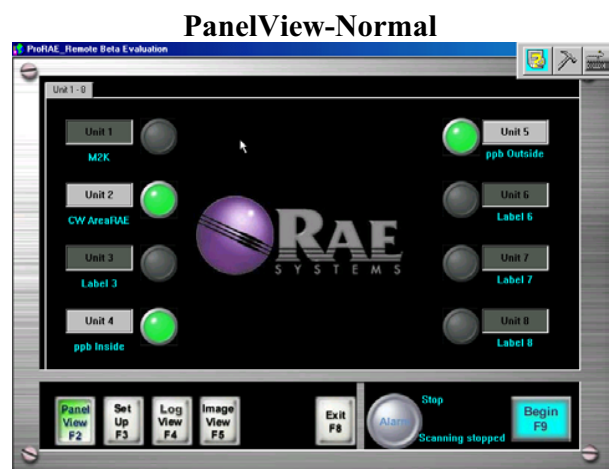 PanelView-Normal
ProRAE_Remote Beta Evaluation
Unit 1 - 8
Unit 1
M2K
Unit 2
CW AreaRAE
Unit 3
Label 3
Unit 4
ppb Inside
RAE
SYSTEMS
Unit 5
ppb Outside
Unit 6
Label 6
Unit 7
Label 7
Unit 8
Label 8
Panel
View
F2
Set
Up
F3
Log
View
F4
Image
View
F5
Exit
F8
Alarm
Stop
Scanning stopped
Begin
F9